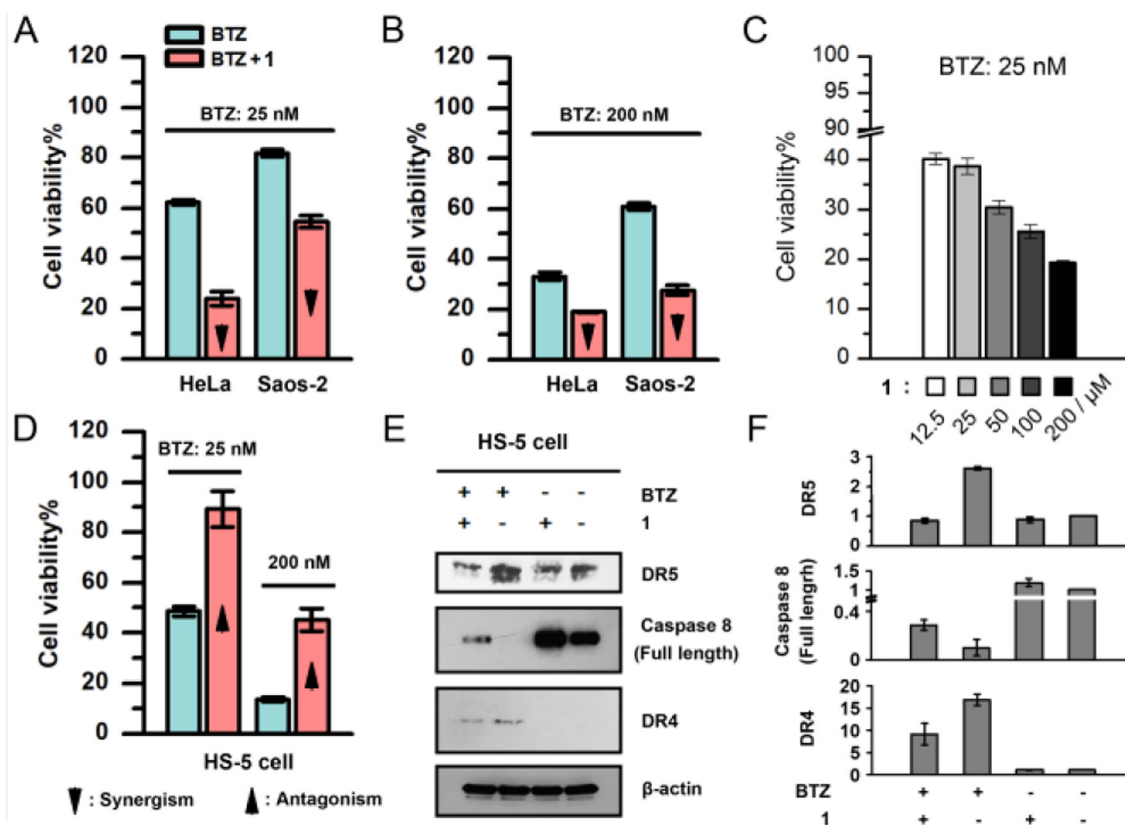 A
BTZ
BTZ + 1
120
100
80
60
40
20
0
Cell viability%
BTZ: 25 nM
HeLa
Saos-2
B
120
100
80
60
40
20
0
Cell viability%
BTZ: 200 nM
HeLa
Saos-2
C
BTZ: 25 nM
100
95
90
40
30
20
10
0
Cell viability%
1 :
12.5
25
50
100
200 / μM
D
120
100
80
60
40
20
0
Cell viability%
BTZ: 25 nM
200 nM
HS-5 cell
: Synergism
: Antagonism
E
HS-5 cell
+ + - - BTZ
+ - + - 1
DR5
Caspase 8
(Full length)
DR4
β-actin
F
3
2
1
0
DR5
1.5
1.0
0.4
0
Caspase 8
(Full lengrh)
20
15
10
5
0
DR4
BTZ + + - -
1 + - + -